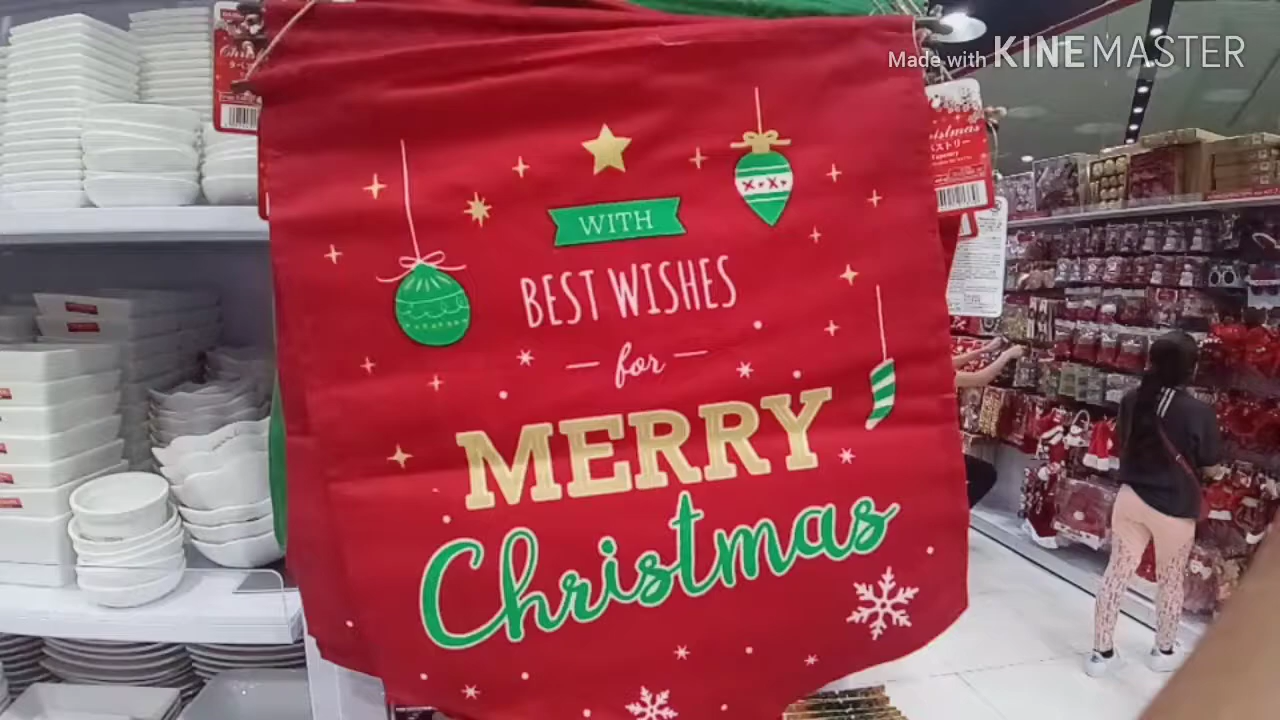 Made with KINEMASTER
WITH
BEST WISHES
for
MERRY
Christmas